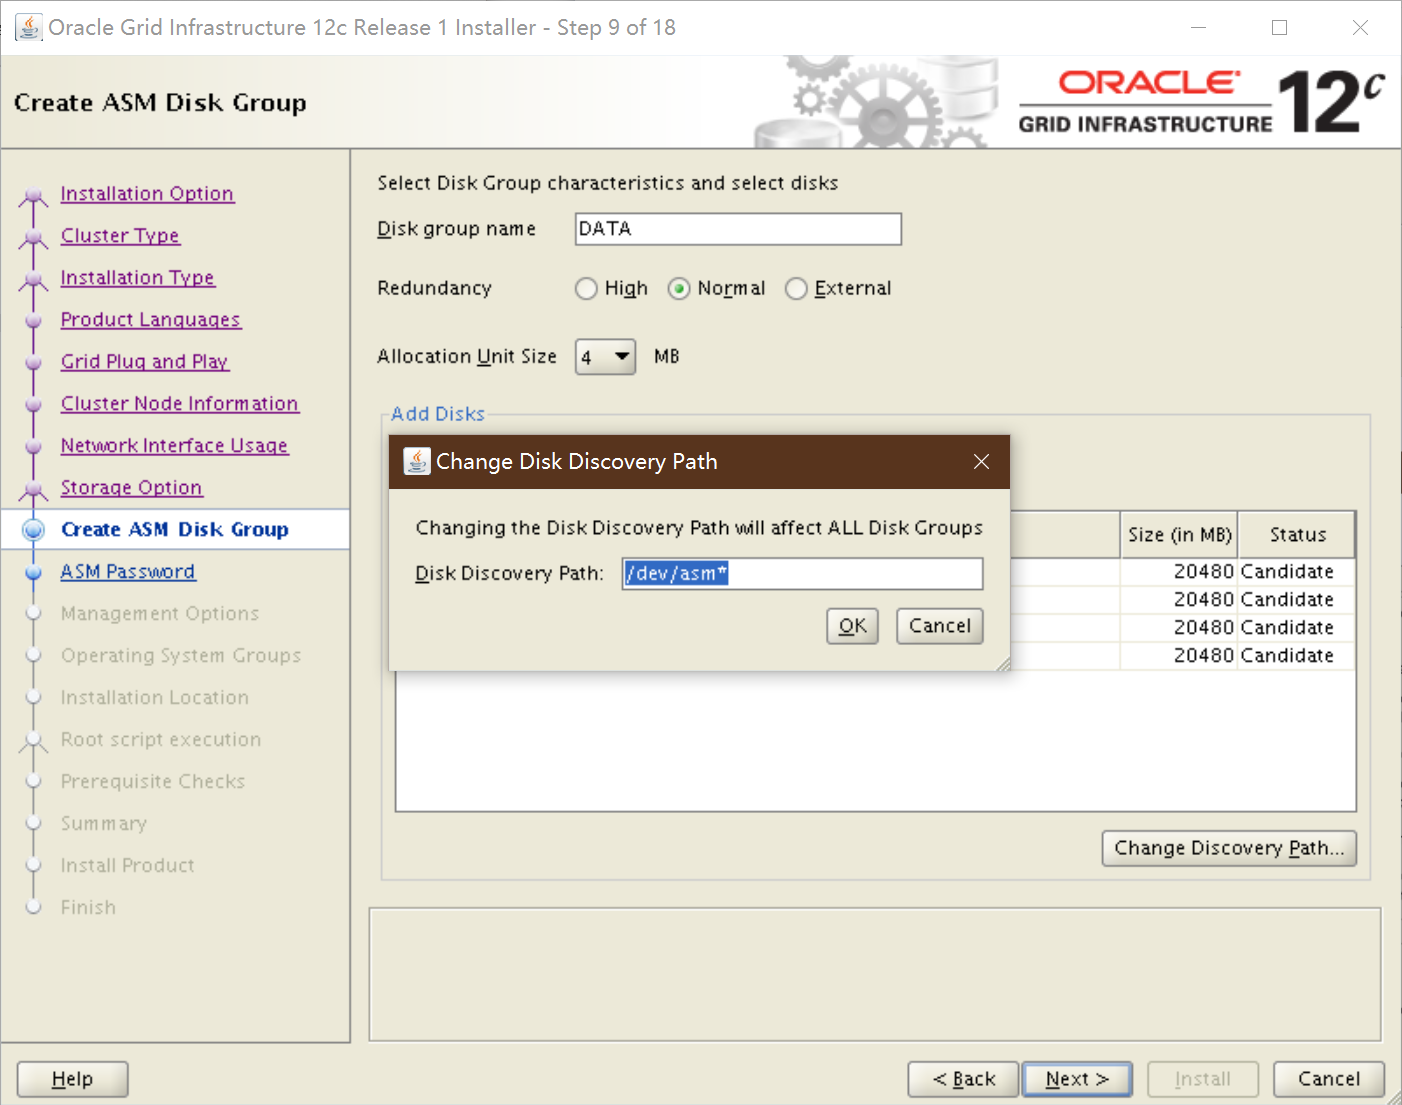 Oracle Grid Infrastructure 12c Release 1 Installer - Step 9 of 18
Create ASM Disk Group
ORACLE
GRID INFRASTRUCTURE
12c
Installation Option
Cluster Type
Installation Type
Product Languages
Grid Plug and Play
Cluster Node Information
Network Interface Usage
Storage Option
Create ASM Disk Group
ASM Password
Management Options
Operating System Groups
Installation Location
Root script execution
Prerequisite Checks
Summary
Install Product
Finish
Select Disk Group characteristics and select disks
Disk group name DATA
Redundancy High Normal External
Allocation Unit Size 4 MB
Add Disks
Change Disk Discovery Path
Changing the Disk Discovery Path will affect ALL Disk Groups
Disk Discovery Path: /dev/asm*
OK Cancel
Size (in MB) Status
20480 Candidate
20480 Candidate
20480 Candidate
20480 Candidate
Change Discovery Path...
Help < Back Next > Install Cancel